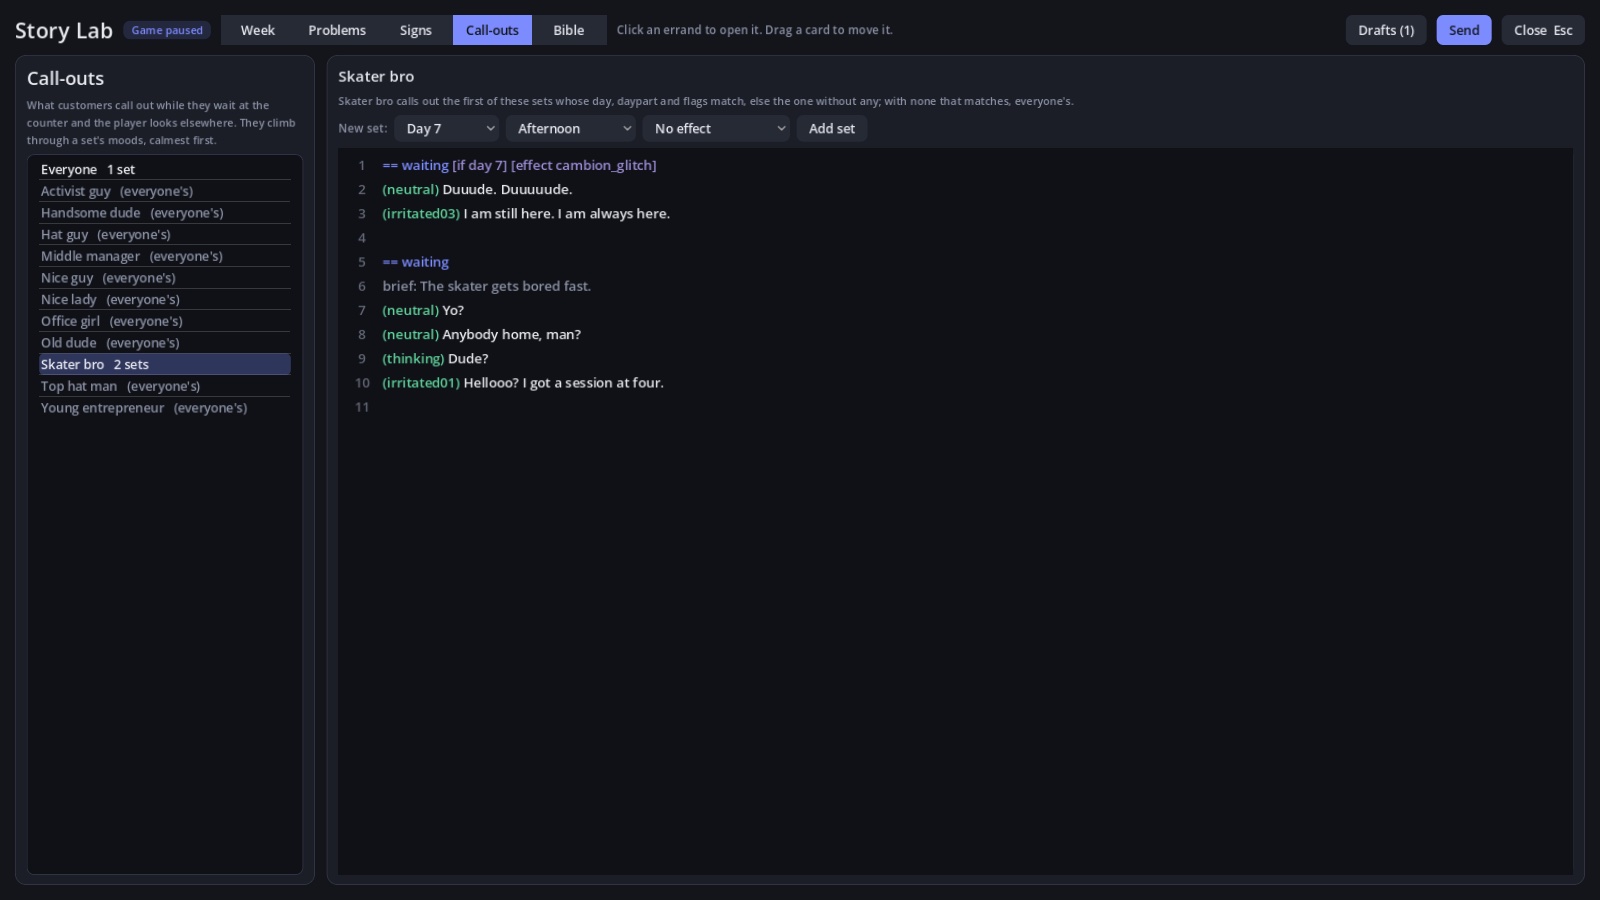 Story Lab
Game paused
Week
Problems
Signs
Call-outs
Bible
Click an errand to open it. Drag a card to move it.
Drafts (1)
Send
Close Esc
Call-outs
What customers call out while they wait at the
counter and the player looks elsewhere. They climb
through a set's moods, calmest first.
Everyone 1 set
Activist guy (everyone's)
Handsome dude (everyone's)
Hat guy (everyone's)
Middle manager (everyone's)
Nice guy (everyone's)
Nice lady (everyone's)
Office girl (everyone's)
Old dude (everyone's)
Skater bro 2 sets
Top hat man (everyone's)
Young entrepreneur (everyone's)
Skater bro
Skater bro calls out the first of these sets whose day, daypart and flags match, else the one without any; with none that matches, everyone's.
New set: Day 7 Afternoon No effect Add set
1 == waiting [if day 7] [effect cambion_glitch]
2 (neutral) Duuude. Duuuuude.
3 (irritated03) I am still here. I am always here.
4
5 == waiting
6 brief: The skater gets bored fast.
7 (neutral) Yo?
8 (neutral) Anybody home, man?
9 (thinking) Dude?
10 (irritated01) Hellooo? I got a session at four.
11